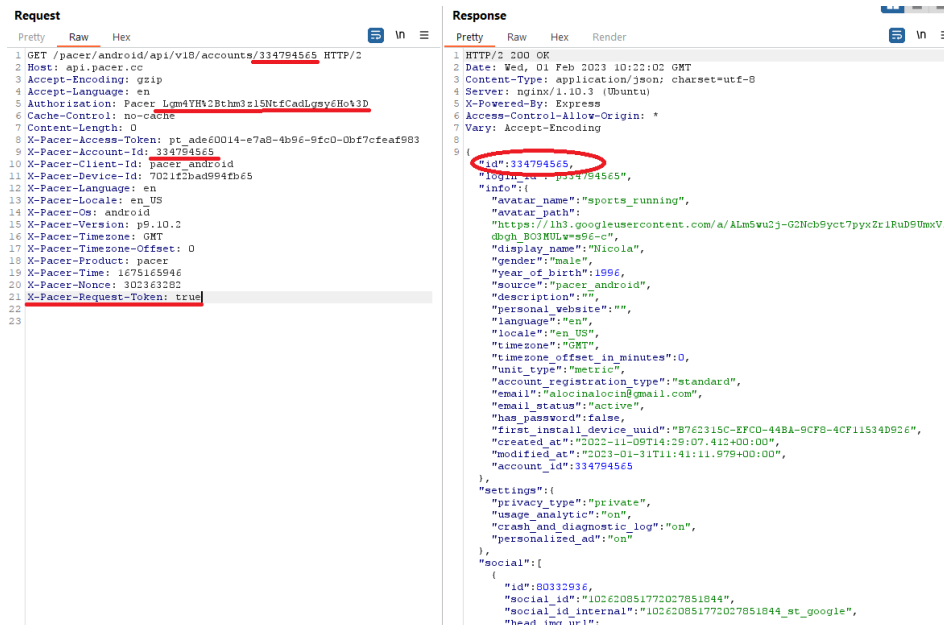 Request
Pretty Raw Hex
\n
1 GET /pacer/android/api/v18/accounts/334794565 HTTP/2
2 Host: api.pacer.cc
3 Accept-Encoding: gzip
4 Accept-Language: en
5 Authorization: Pacer Lgm4YH%2Bthm3zl5NtfCadLgsy6Ho%3D
6 Cache-Control: no-cache
7 Content-Length: 0
8 X-Pacer-Access-Token: pt_ade60014-e7a8-4b96-9fc0-0bf7cfeaf983
9 X-Pacer-Account-Id: 334794565
10 X-Pacer-Client-Id: pacer_android
11 X-Pacer-Device-Id: 7021f2bad994fb65
12 X-Pacer-Language: en
13 X-Pacer-Locale: en_US
14 X-Pacer-Os: android
15 X-Pacer-Version: p9.10.2
16 X-Pacer-Timezone: GMT
17 X-Pacer-Timezone-Offset: 0
18 X-Pacer-Product: pacer
19 X-Pacer-Time: 1675165946
20 X-Pacer-Nonce: 302363282
21 X-Pacer-Request-Token: true
22
23
Response
Pretty Raw Hex Render
\n
1 HTTP/2 200 OK
2 Date: Wed, 01 Feb 2023 10:22:02 GMT
3 Content-Type: application/json; charset=utf-8
4 Server: nginx/1.10.3 (Ubuntu)
5 X-Powered-By: Express
6 Access-Control-Allow-Origin: *
7 Vary: Accept-Encoding
8
9 {
"id":334794565,
"login_id":"p334794565",
"info":{
"avatar_name":"sports_running",
"avatar_path":
"https://lh3.googleusercontent.com/a/ALm5wu2j-G2Ncb9yct7pyxZr1RuD9UmxV
dbgh_BO3MULw=s96-c",
"display_name":"Nicola",
"gender":"male",
"year_of_birth":1996,
"source":"pacer_android",
"description":"",
"personal_website":"",
"language":"en",
"locale":"en_US",
"timezone":"GMT",
"timezone_offset_in_minutes":0,
"unit_type":"metric",
"account_registration_type":"standard",
"email":"alocinalocin@gmail.com",
"email_status":"active",
"has_password":false,
"first_install_device_uuid":"B762315C-EFC0-44BA-9CF8-4CF11534D926",
"created_at":"2022-11-09T14:29:07.412+00:00",
"modified_at":"2023-01-31T11:41:11.979+00:00",
"account_id":334794565
},
"settings":{
"privacy_type":"private",
"usage_analytic":"on",
"crash_and_diagnostic_log":"on",
"personalized_ad":"on"
},
"social":[
{
"id":80332936,
"social_id":"102620851772027851844",
"social_id_internal":"102620851772027851844_st_google",
"head_img_url":